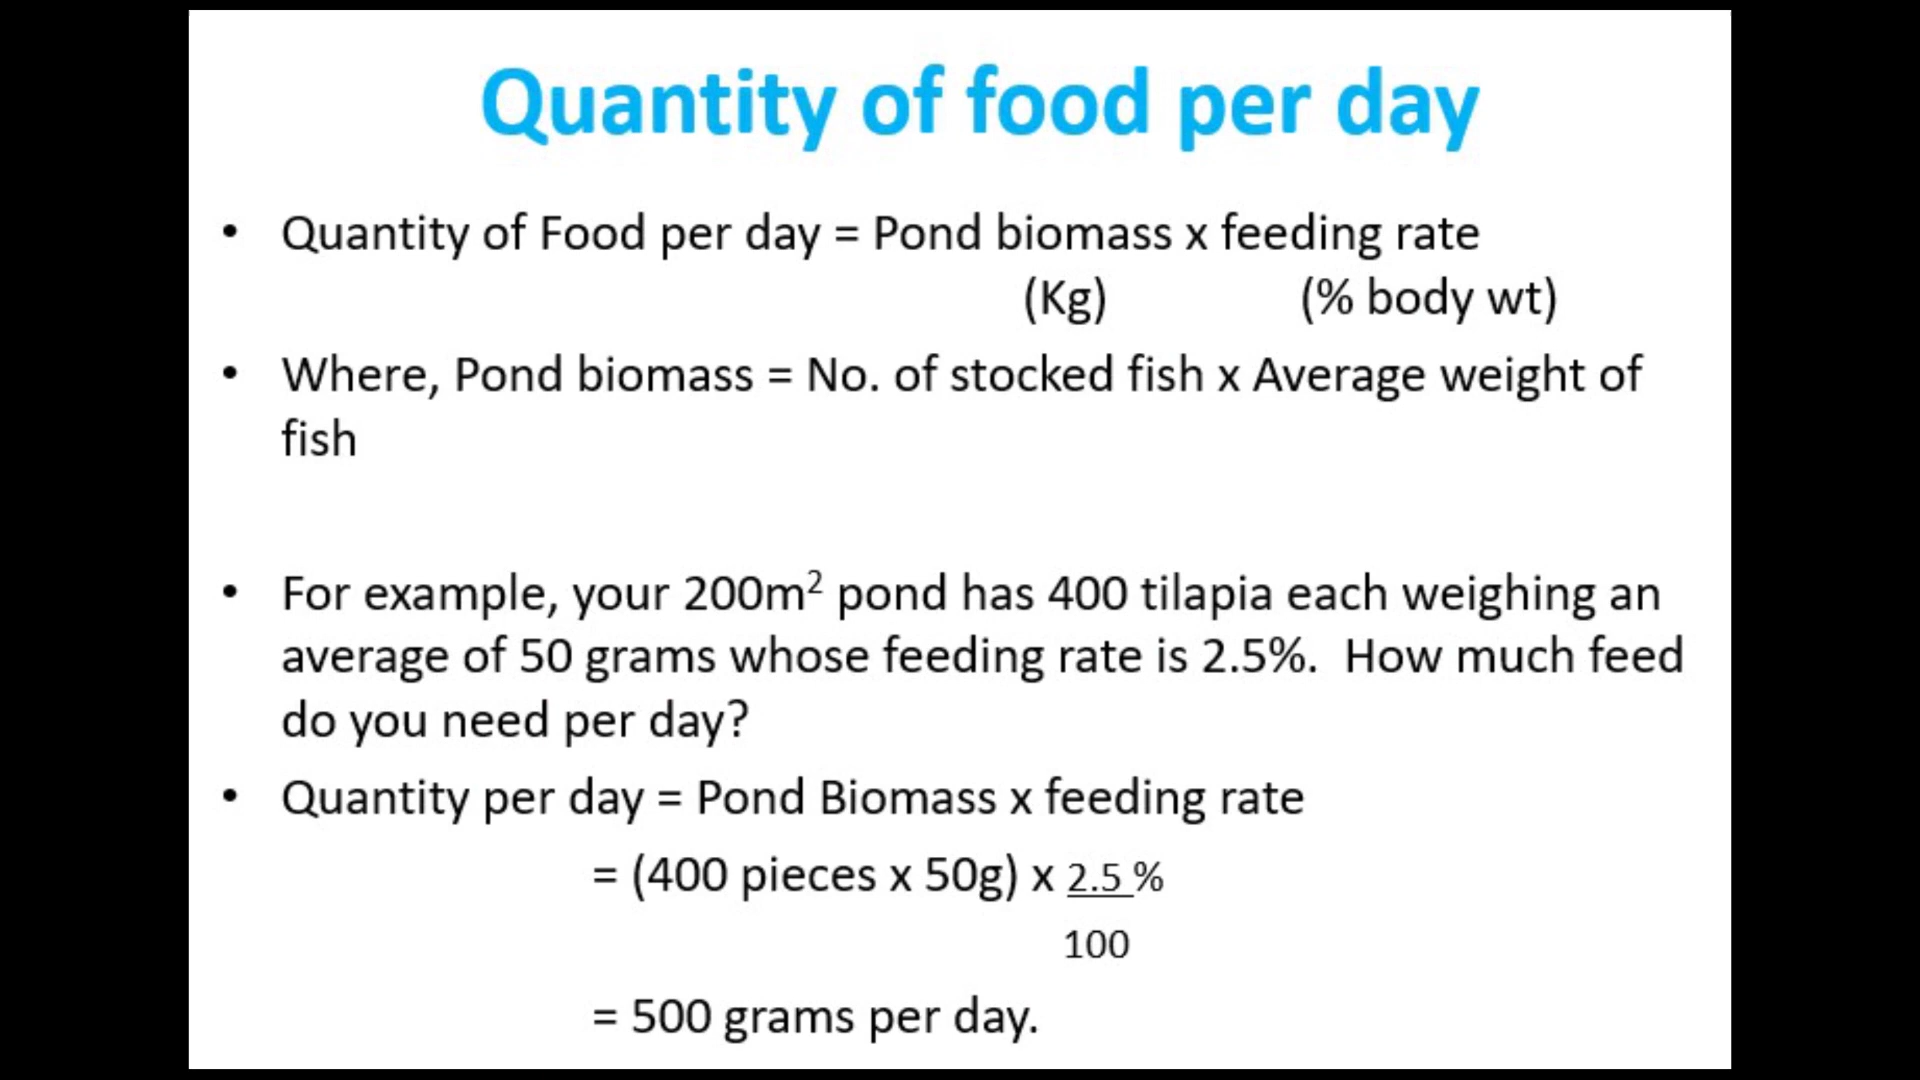 Quantity of food per day
• Quantity of Food per day = Pond biomass x feeding rate
(Kg) (% body wt)
• Where, Pond biomass = No. of stocked fish x Average weight of
fish
• For example, your 200m² pond has 400 tilapia each weighing an
average of 50 grams whose feeding rate is 2.5%. How much feed
do you need per day?
• Quantity per day = Pond Biomass x feeding rate
= (400 pieces x 50g) x 2.5 %
100
= 500 grams per day.